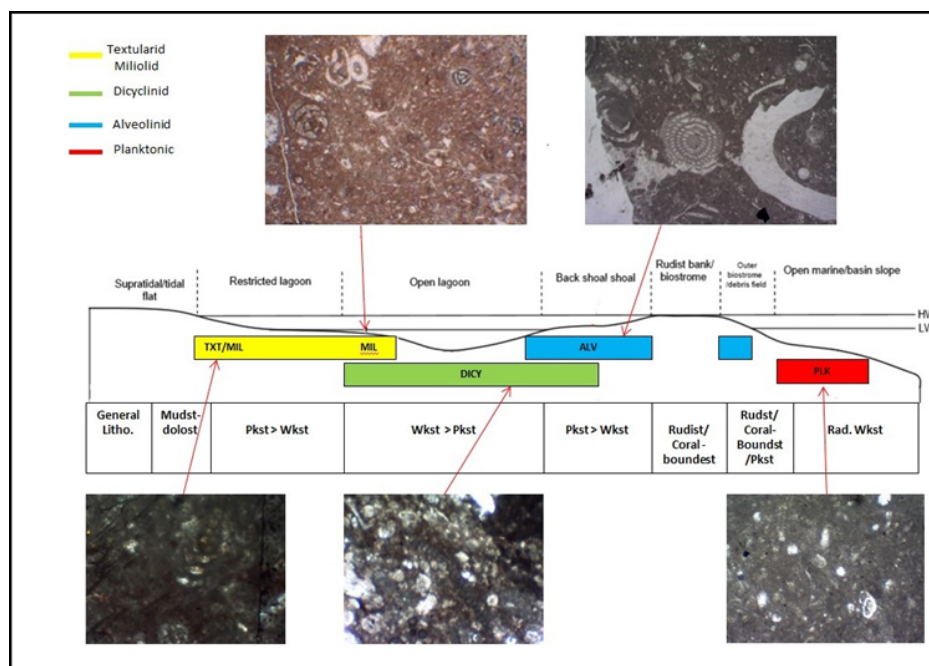 Textularid
Miliolid
Dicyclinid
Alveolinid
Planktonic
Supratidal/tidal
flat
Restricted lagoon
Open lagoon
Back shoal shoal
Rudist bank/
biostrome
Outer
biostrome
/debris field
Open marine/basin slope
HW
LW
TXT/MIL
MIL
ALV
DICY
PLK
General
Litho.
Mudst-
dolost
Pkst > Wkst
Wkst > Pkst
Pkst > Wkst
Rudist/
Coral -
boundest
Rudst/
Coral-
Boundst
/Pkst
Rad. Wkst